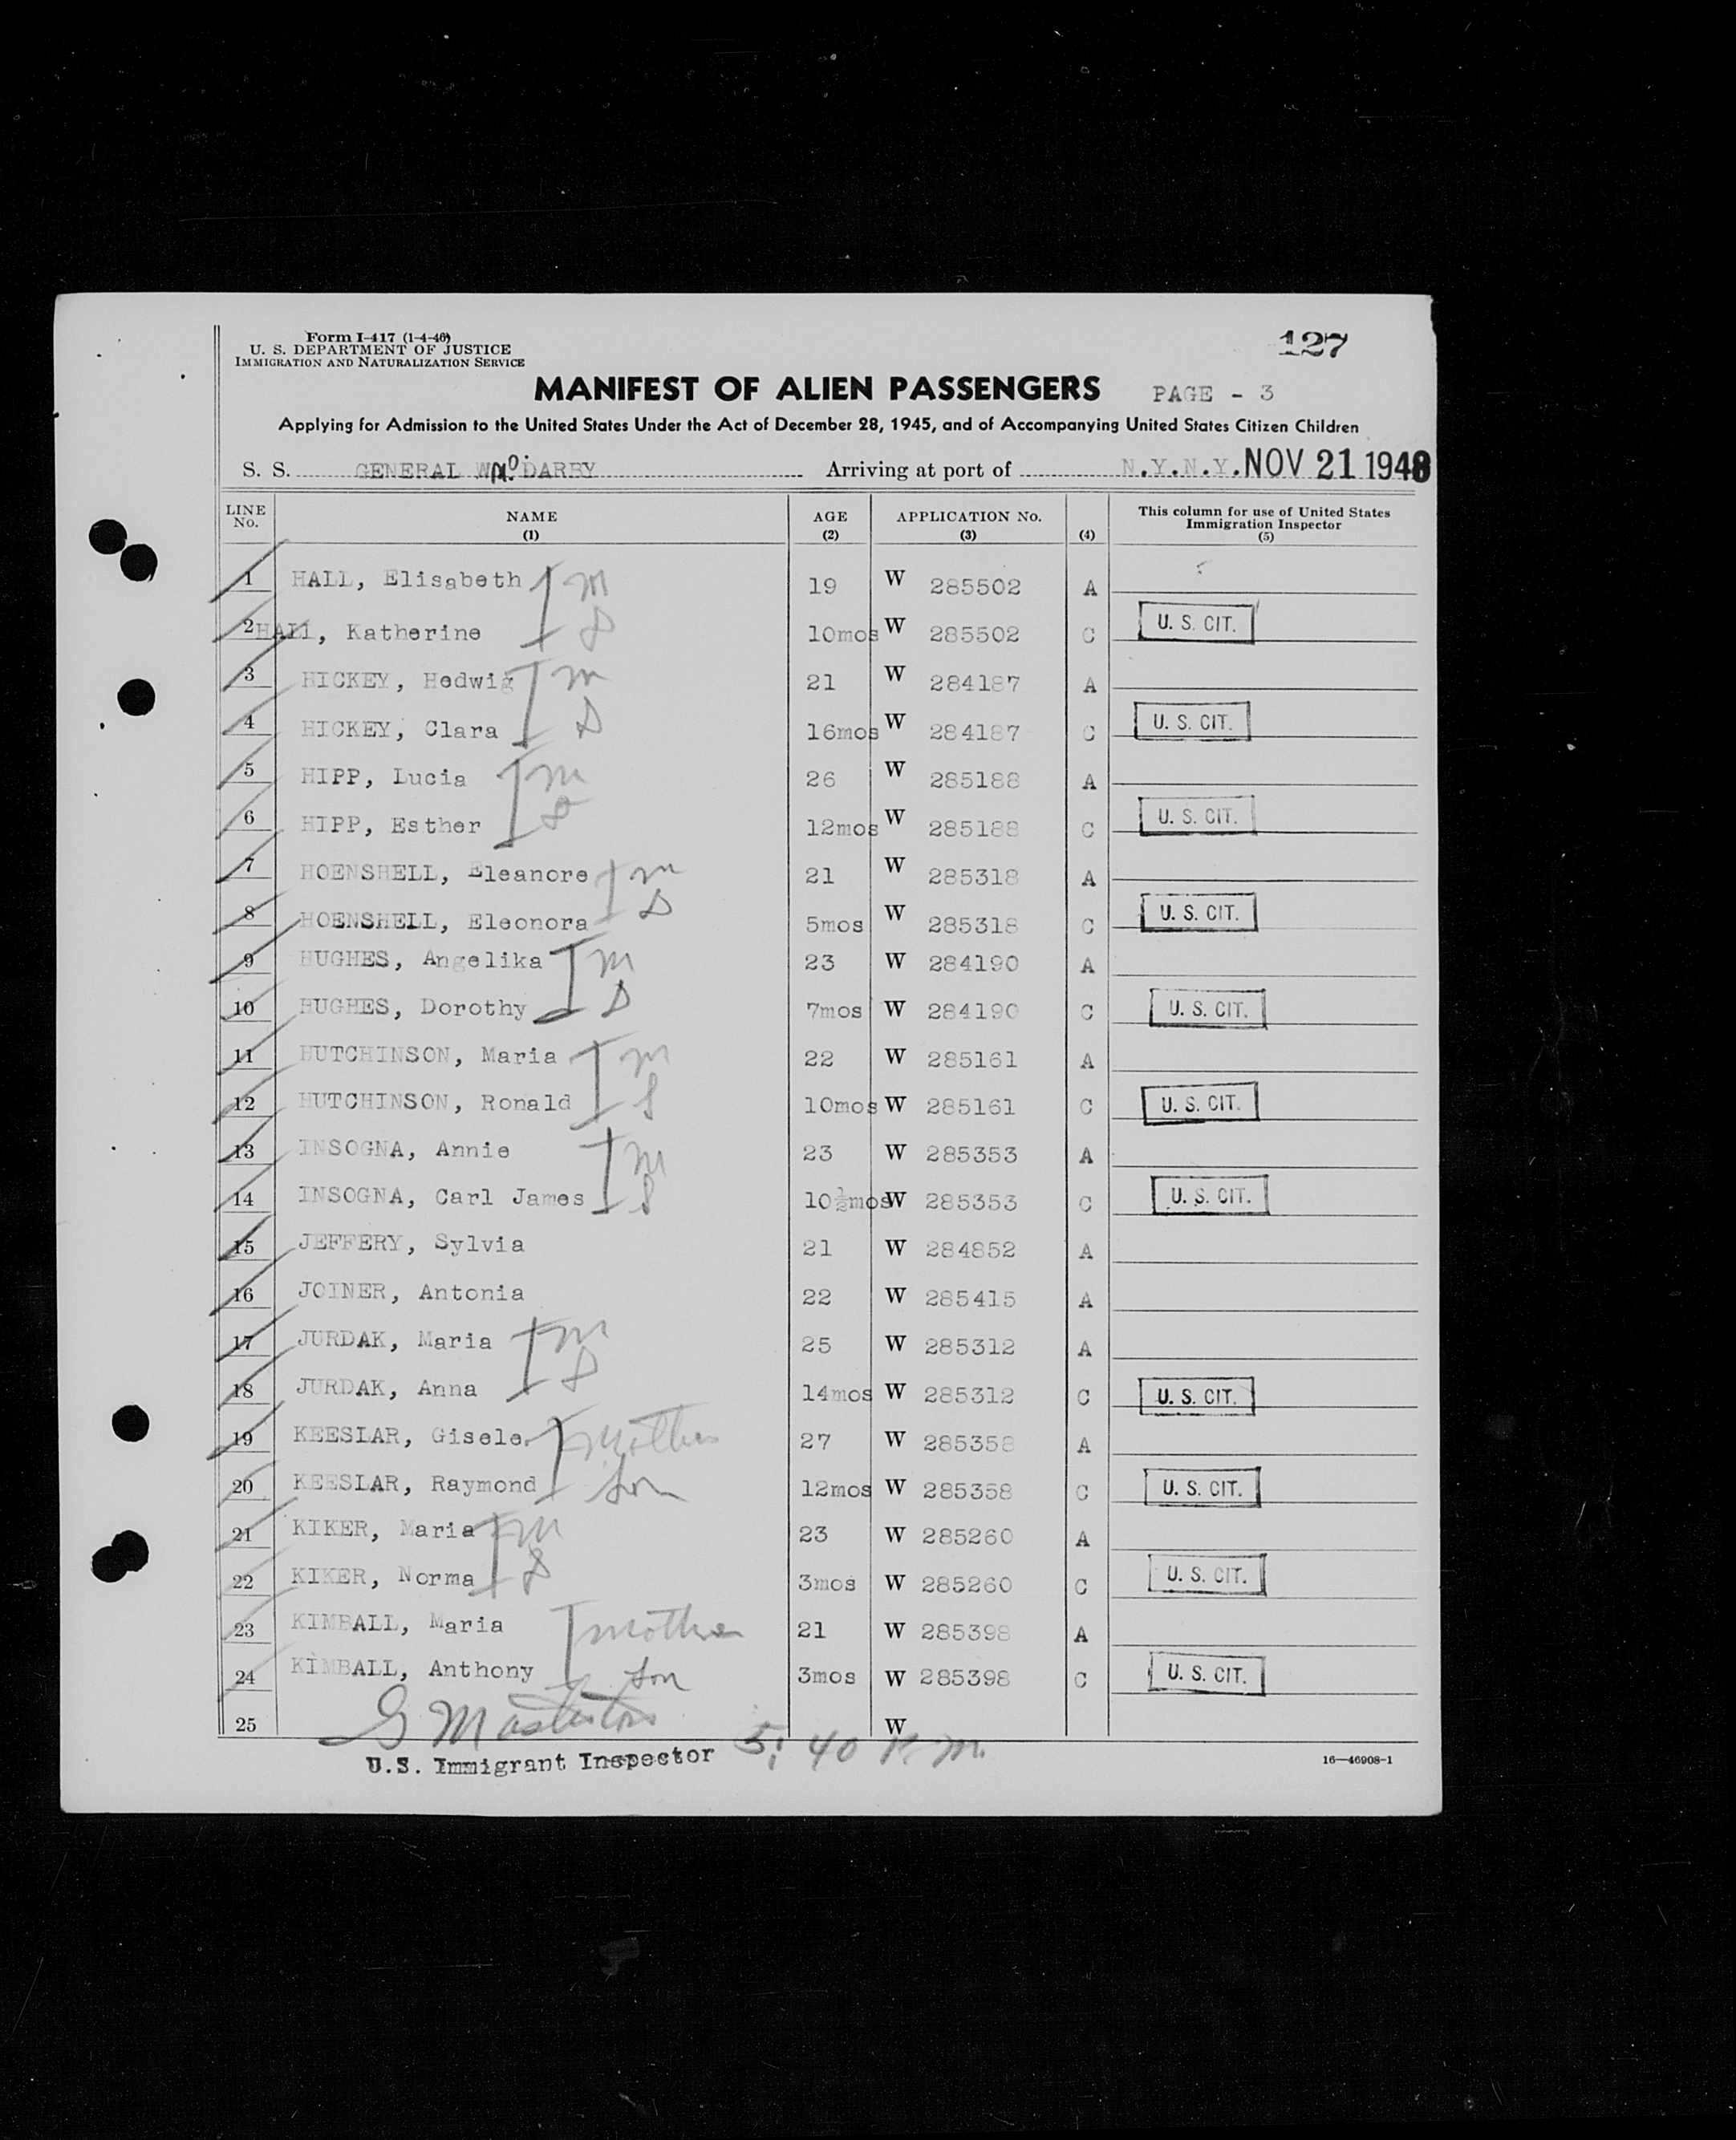 Form I-417 (1-4-46)
U. S. DEPARTMENT OF JUSTICE
IMMIGRATION AND NATURALIZATION SERVICE
127
MANIFEST OF ALIEN PASSENGERS PAGE - 3
Applying for Admission to the United States Under the Act of December 28, 1945, and of Accompanying United States Citizen Children
S. S. GENERAL WM. O. DARBY Arriving at port of N.Y.N.Y. NOV 21 1948
LINE No. NAME (1) AGE (2) APPLICATION No. (3) (4) This column for use of United States Immigration Inspector (5)
1 HALL, Elisabeth m 19 W 285502 A
2 HALL, Katherine D 10mos W 285502 C U. S. CIT.
3 HICKEY, Hedwig m 21 W 284187 A
4 HICKEY, Clara D 16mos W 284187 C U. S. CIT.
5 HIPP, Lucia m 26 W 285188 A
6 HIPP, Esther D 12mos W 285188 C U. S. CIT.
7 HOENSHELL, Eleanore m 21 W 285318 A
8 HOENSHELL, Eleonora D 5mos W 285318 C U. S. CIT.
9 HUGHES, Angelika m 23 W 284190 A
10 HUGHES, Dorothy D 7mos W 284190 C U. S. CIT.
11 HUTCHINSON, Maria m 22 W 285161 A
12 HUTCHINSON, Ronald S 10mos W 285161 C U. S. CIT.
13 INSOGNA, Annie m 23 W 285353 A
14 INSOGNA, Carl James S 10½mos W 285353 C U. S. CIT.
15 JEFFERY, Sylvia 21 W 284852 A
16 JOINER, Antonia 22 W 285415 A
17 JURDAK, Maria m 25 W 285312 A
18 JURDAK, Anna D 14mos W 285312 C U. S. CIT.
19 KEESLAR, Gisele mother 27 W 285358 A
20 KEESLAR, Raymond son 12mos W 285358 C U. S. CIT.
21 KIKER, Maria m 23 W 285260 A
22 KIKER, Norma D 3mos W 285260 C U. S. CIT.
23 KIMBALL, Maria mother 21 W 285398 A
24 KIMBALL, Anthony son 3mos W 285398 C U. S. CIT.
25 W
U.S. Immigrant Inspector 5:40 P.M.
16—46908-1